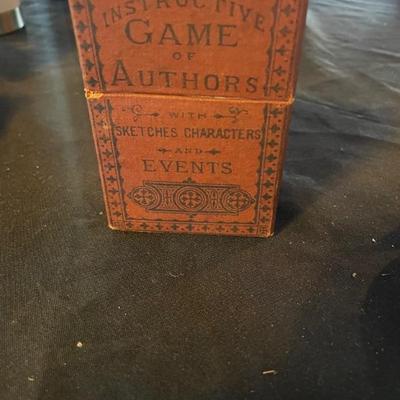 INSTRUCTIVE
GAME
OF
AUTHORS
WITH
SKETCHES CHARACTERS
AND
EVENTS